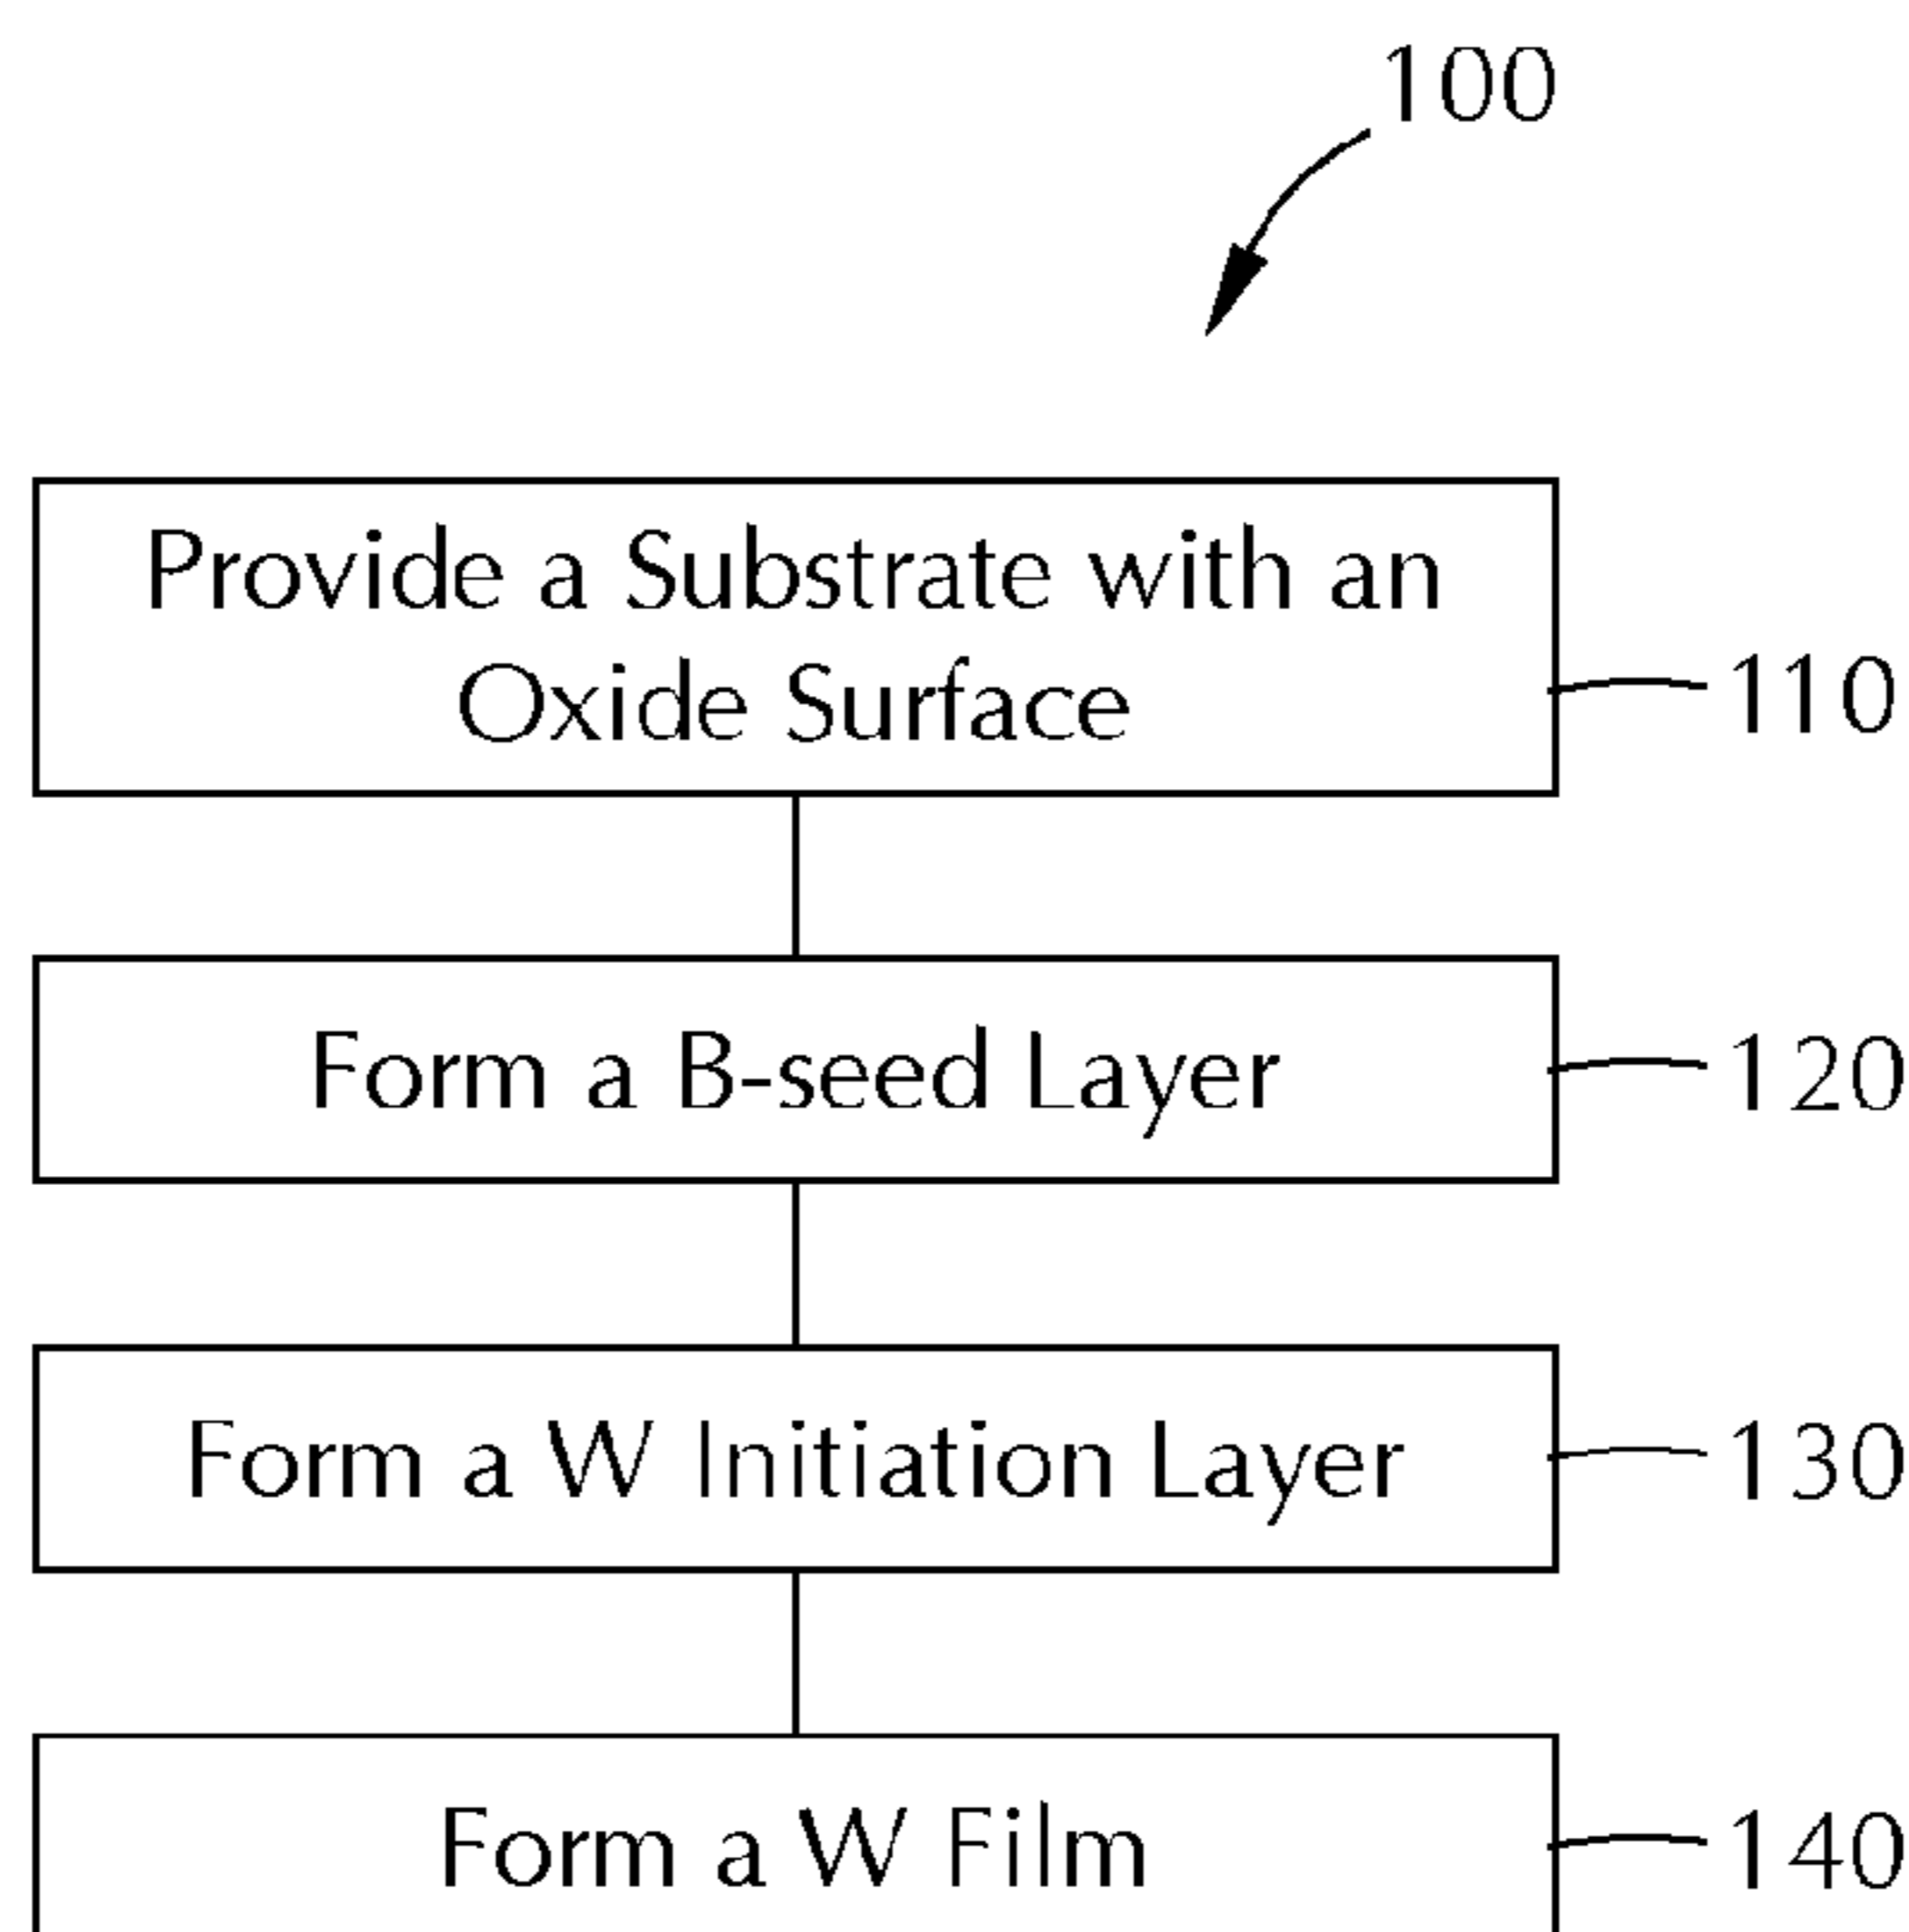 100
Provide a Substrate with an
Oxide Surface
110
Form a B-seed Layer
120
Form a W Initiation Layer
130
Form a W Film
140